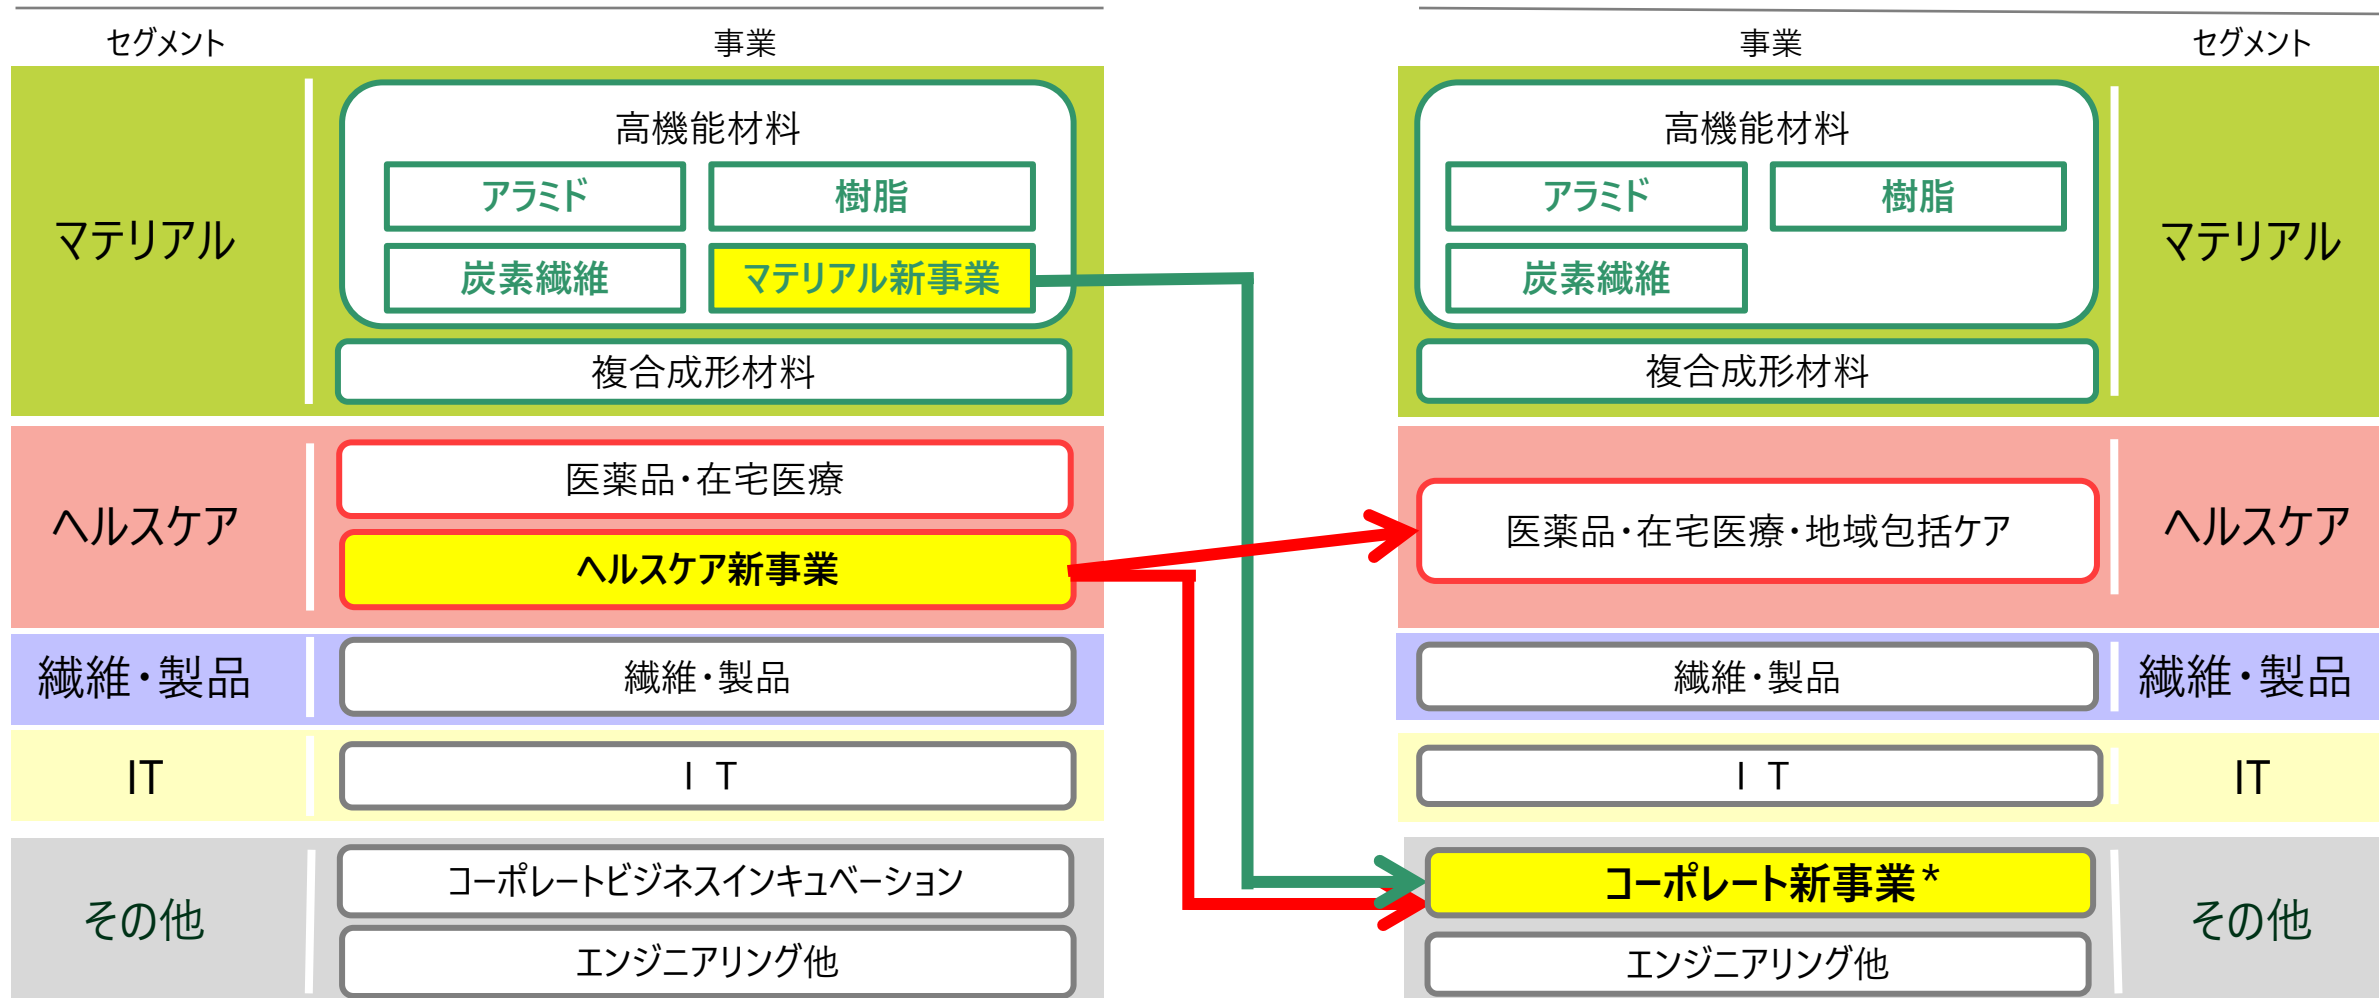 セグメント
事業
マテリアル
高機能材料
アラミド
樹脂
炭素繊維
マテリアル新事業
複合成形材料
ヘルスケア
医薬品・在宅医療
ヘルスケア新事業
繊維・製品
繊維・製品
IT
ＩＴ
その他
コーポレートビジネスインキュベーション
エンジニアリング他
事業
セグメント
高機能材料
アラミド
樹脂
炭素繊維
複合成形材料
マテリアル
医薬品・在宅医療・地域包括ケア
ヘルスケア
繊維・製品
繊維・製品
ＩＴ
IT
コーポレート新事業*
エンジニアリング他
その他